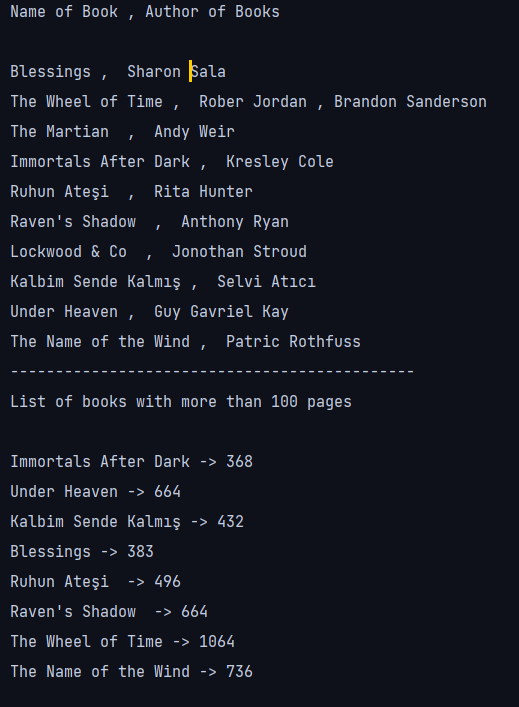 Name of Book , Author of Books
Blessings ,  Sharon Sala
The Wheel of Time ,  Rober Jordan , Brandon Sanderson
The Martian  ,  Andy Weir
Immortals After Dark ,  Kresley Cole
Ruhun Ateşi  ,  Rita Hunter
Raven's Shadow  ,  Anthony Ryan
Lockwood & Co  ,  Jonothan Stroud
Kalbim Sende Kalmış ,  Selvi Atıcı
Under Heaven ,  Guy Gavriel Kay
The Name of the Wind ,  Patric Rothfuss
---------------------------------------------
List of books with more than 100 pages
Immortals After Dark -> 368
Under Heaven -> 664
Kalbim Sende Kalmış -> 432
Blessings -> 383
Ruhun Ateşi  -> 496
Raven's Shadow  -> 664
The Wheel of Time -> 1064
The Name of the Wind -> 736